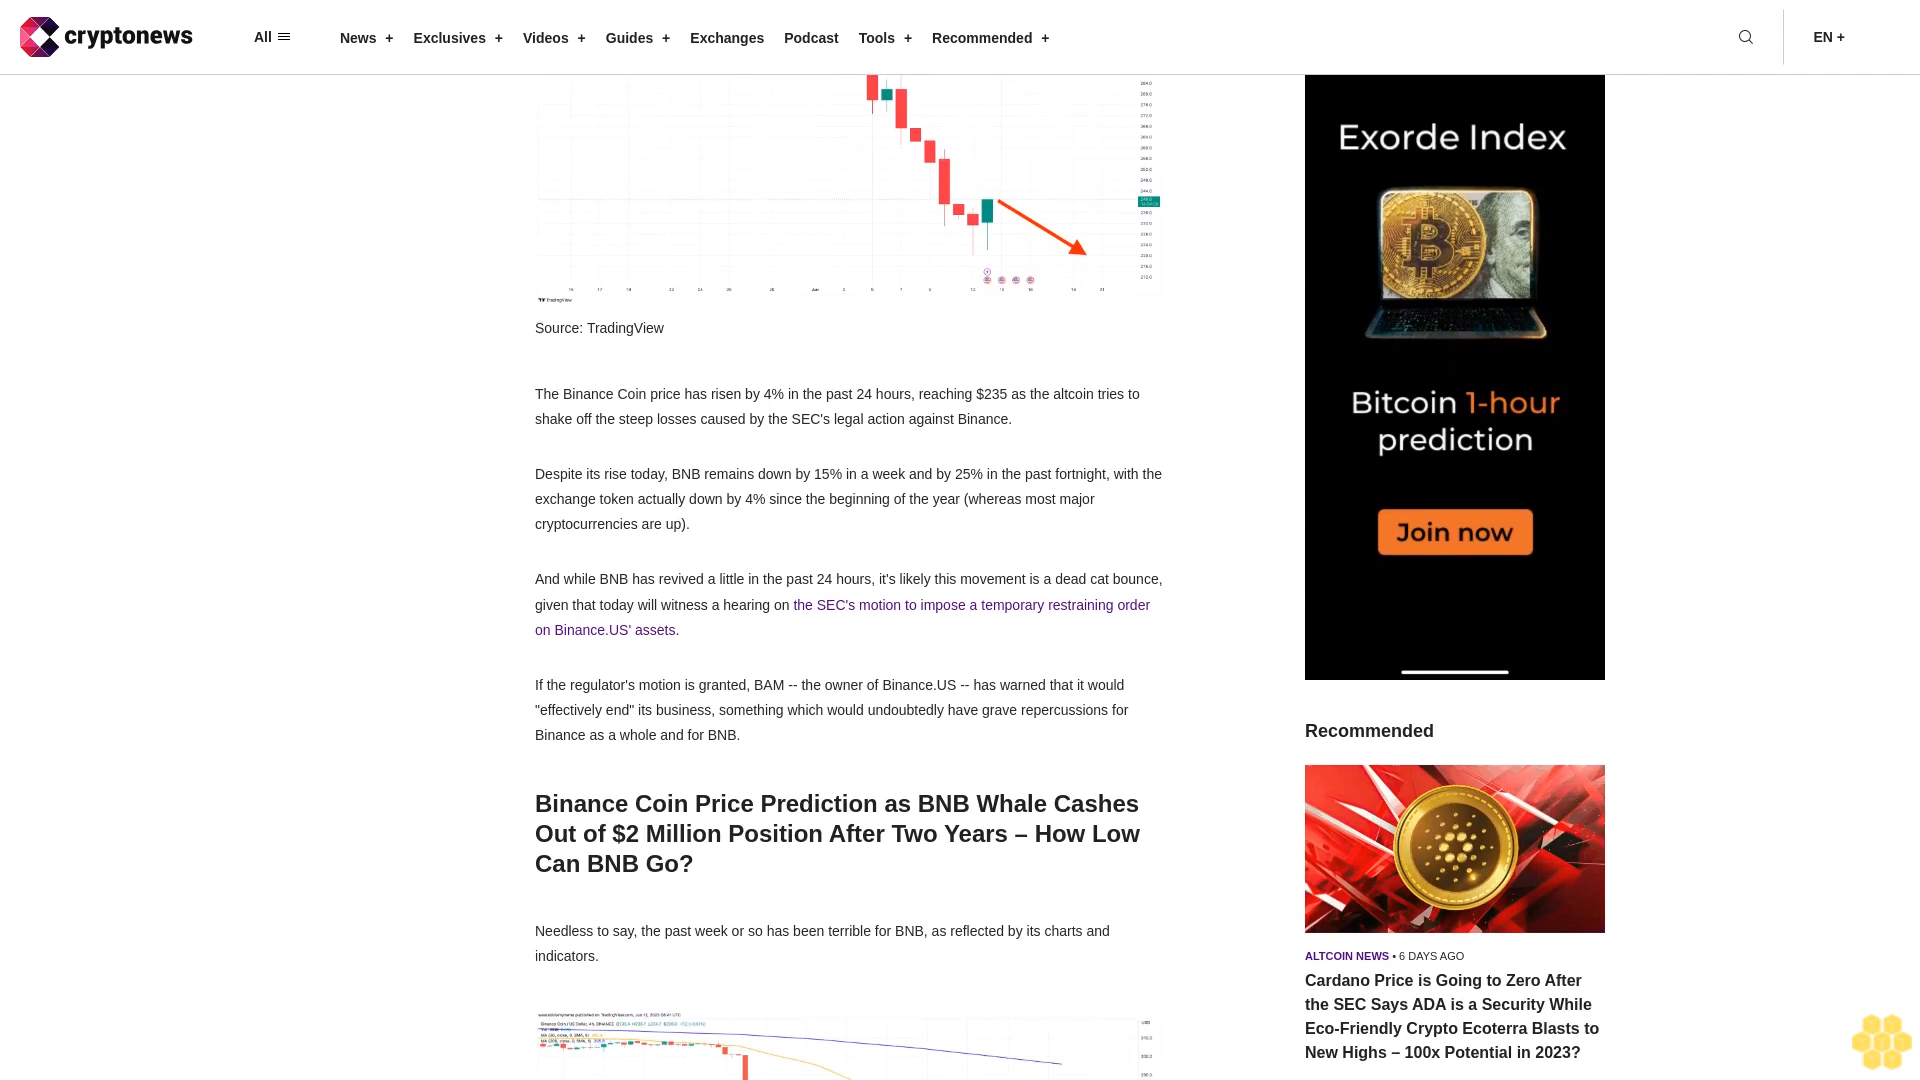 cryptonews
All
News +
Exclusives +
Videos +
Guides +
Exchanges
Podcast
Tools +
Recommended +
EN +
TradingView
Source: TradingView
The Binance Coin price has risen by 4% in the past 24 hours, reaching $235 as the altcoin tries to
shake off the steep losses caused by the SEC's legal action against Binance.
Despite its rise today, BNB remains down by 15% in a week and by 25% in the past fortnight, with the
exchange token actually down by 4% since the beginning of the year (whereas most major
cryptocurrencies are up).
And while BNB has revived a little in the past 24 hours, it's likely this movement is a dead cat bounce,
given that today will witness a hearing on the SEC's motion to impose a temporary restraining order
on Binance.US' assets.
If the regulator's motion is granted, BAM -- the owner of Binance.US -- has warned that it would
"effectively end" its business, something which would undoubtedly have grave repercussions for
Binance as a whole and for BNB.
Binance Coin Price Prediction as BNB Whale Cashes
Out of $2 Million Position After Two Years – How Low
Can BNB Go?
Needless to say, the past week or so has been terrible for BNB, as reflected by its charts and
indicators.
Exorde Index
Bitcoin 1-hour
prediction
Join now
Recommended
ALTCOIN NEWS • 6 DAYS AGO
Cardano Price is Going to Zero After
the SEC Says ADA is a Security While
Eco-Friendly Crypto Ecoterra Blasts to
New Highs – 100x Potential in 2023?